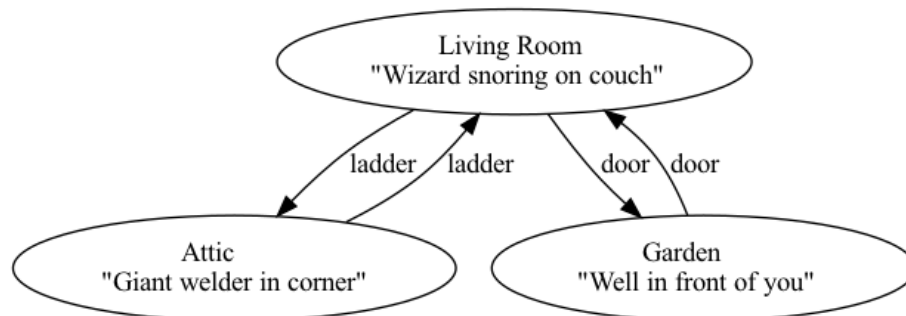 Living Room
"Wizard snoring on couch"
ladder
ladder
door
door
Attic
"Giant welder in corner"
Garden
"Well in front of you"